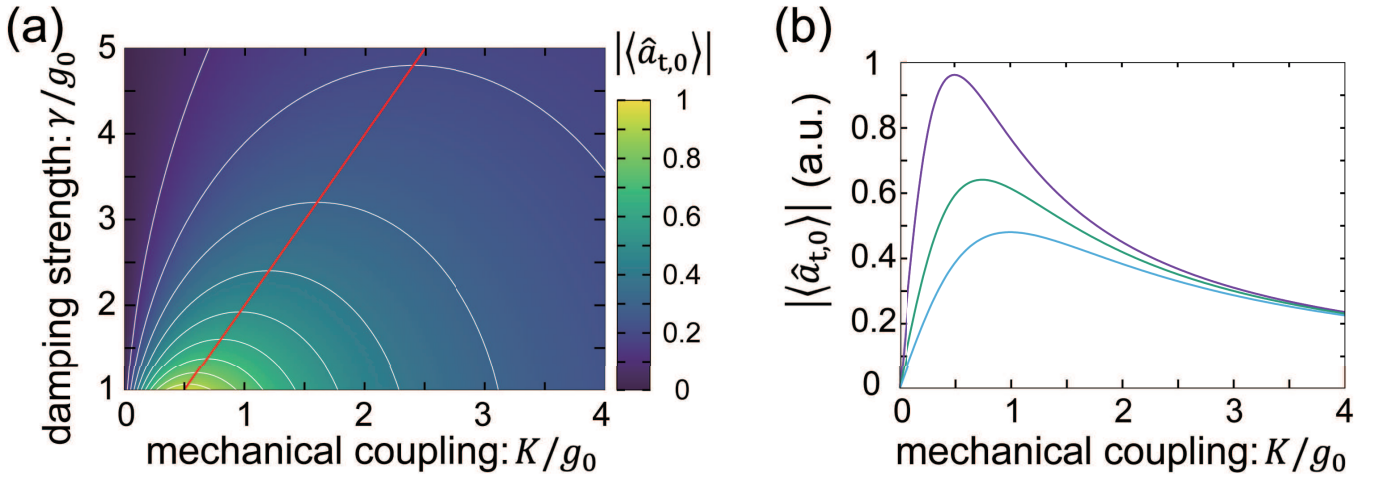 (a)
|⟨â_{t,0}⟩|
damping strength: γ/g₀
5
4
3
2
1
0 1 2 3 4
mechanical coupling: K/g₀
1
0.8
0.6
0.4
0.2
0
(b)
|⟨â_{t,0}⟩| (a.u.)
1
0.8
0.6
0.4
0.2
0
0 1 2 3 4
mechanical coupling: K/g₀